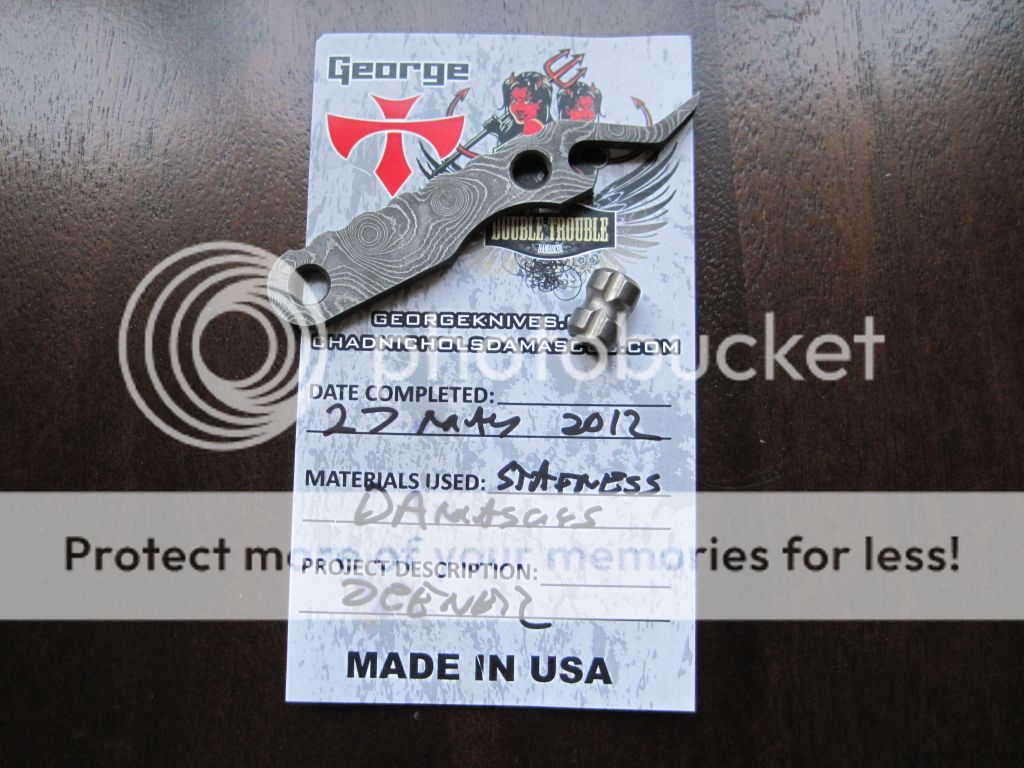 George
DOUBLE TROUBLE
DAMASCUS
GEORGEKNIVES.
CHADNICHOLSDAMASCUS.COM
photobucket
DATE COMPLETED:
27 MAY 2012
MATERIALS USED: STAINLESS
DAMASCUS
Protect more of your memories for less!
PROJECT DESCRIPTION:
MADE IN USA